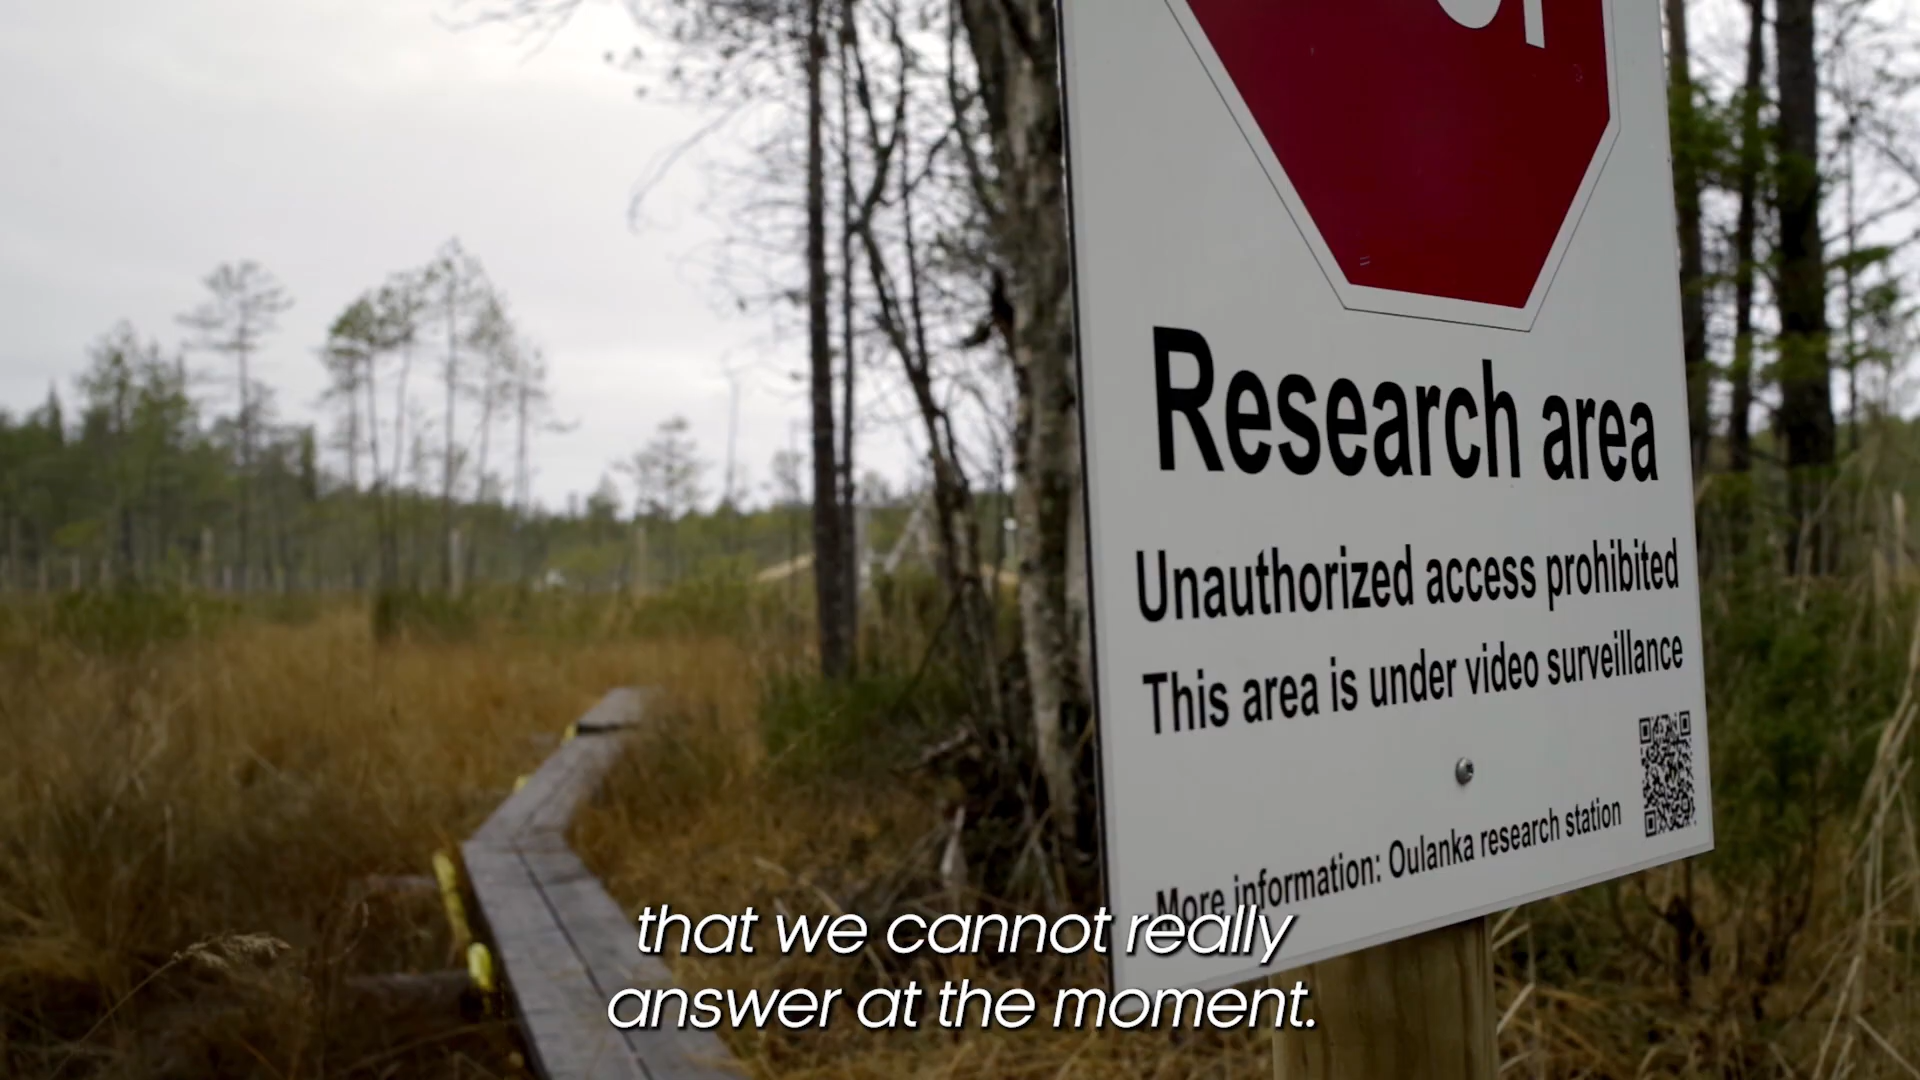 Research area
Unauthorized access prohibited
This area is under video surveillance
More information: Oulanka research station
that we cannot really
answer at the moment.